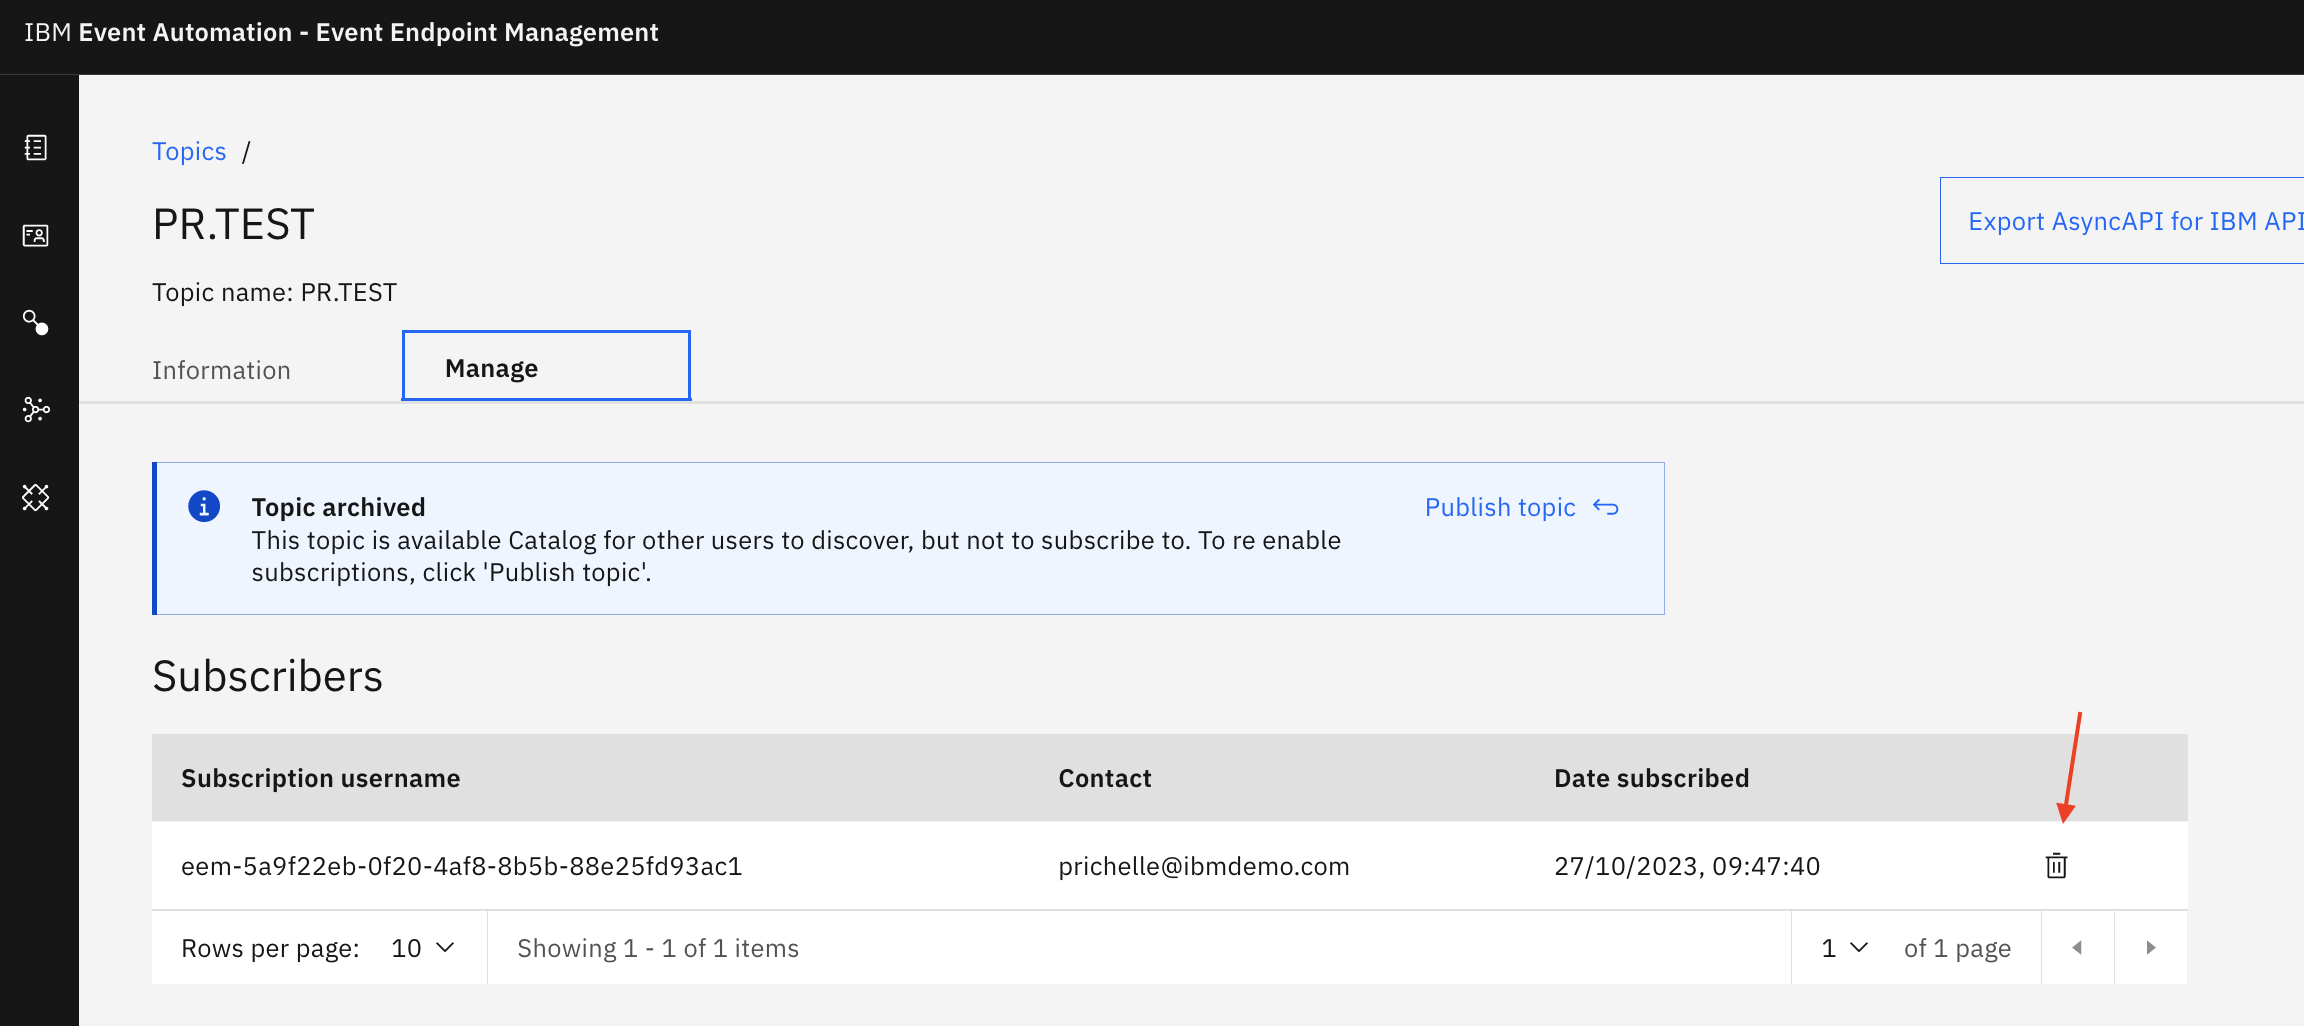 IBM Event Automation - Event Endpoint Management
Topics /
PR.TEST
Export AsyncAPI for IBM API
Topic name: PR.TEST
Information
Manage
Topic archived
Publish topic
This topic is available Catalog for other users to discover, but not to subscribe to. To re enable
subscriptions, click 'Publish topic'.
Subscribers
Subscription username Contact Date subscribed
eem-5a9f22eb-0f20-4af8-8b5b-88e25fd93ac1 prichelle@ibmdemo.com 27/10/2023, 09:47:40
Rows per page: 10 Showing 1 - 1 of 1 items 1 of 1 page